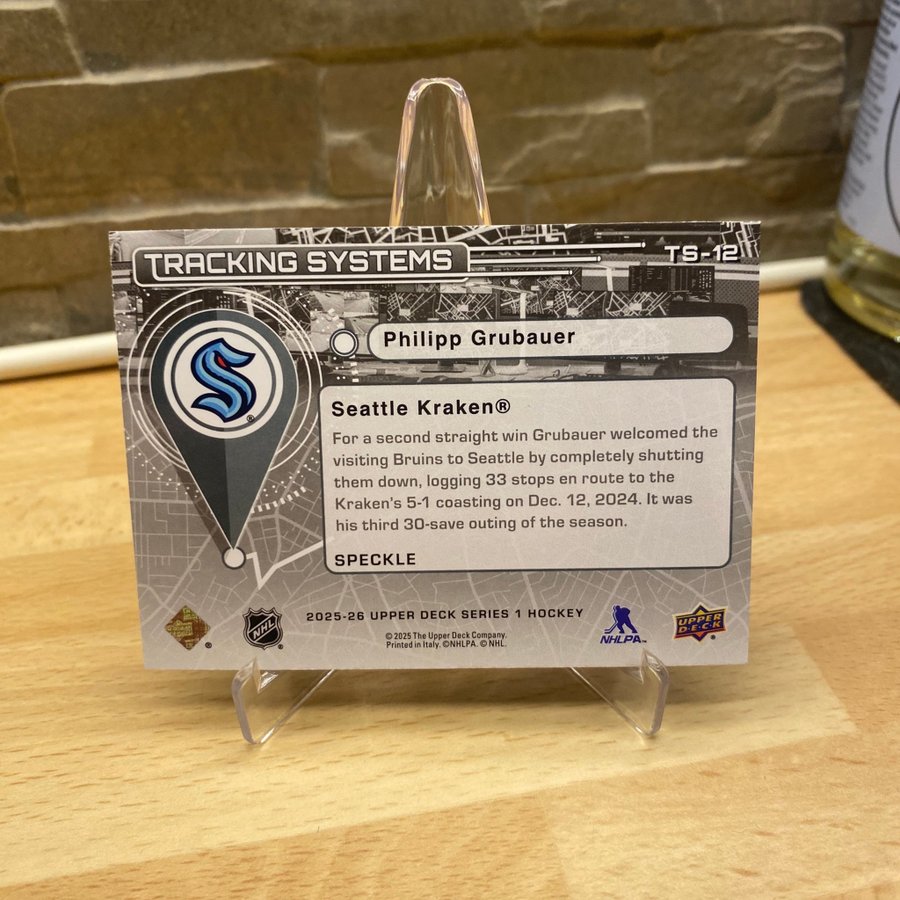 TRACKING SYSTEMS
TS-12
Philipp Grubauer
S®
Seattle Kraken®
For a second straight win Grubauer welcomed the
visiting Bruins to Seattle by completely shutting
them down, logging 33 stops en route to the
Kraken's 5-1 coasting on Dec. 12, 2024. It was
his third 30-save outing of the season.
SPECKLE
2025-26 UPPER DECK SERIES 1 HOCKEY
®
NHL®
© 2025 The Upper Deck Company.
Printed in Italy. ©NHLPA. © NHL.
NHLPA™
UPPER
DECK®